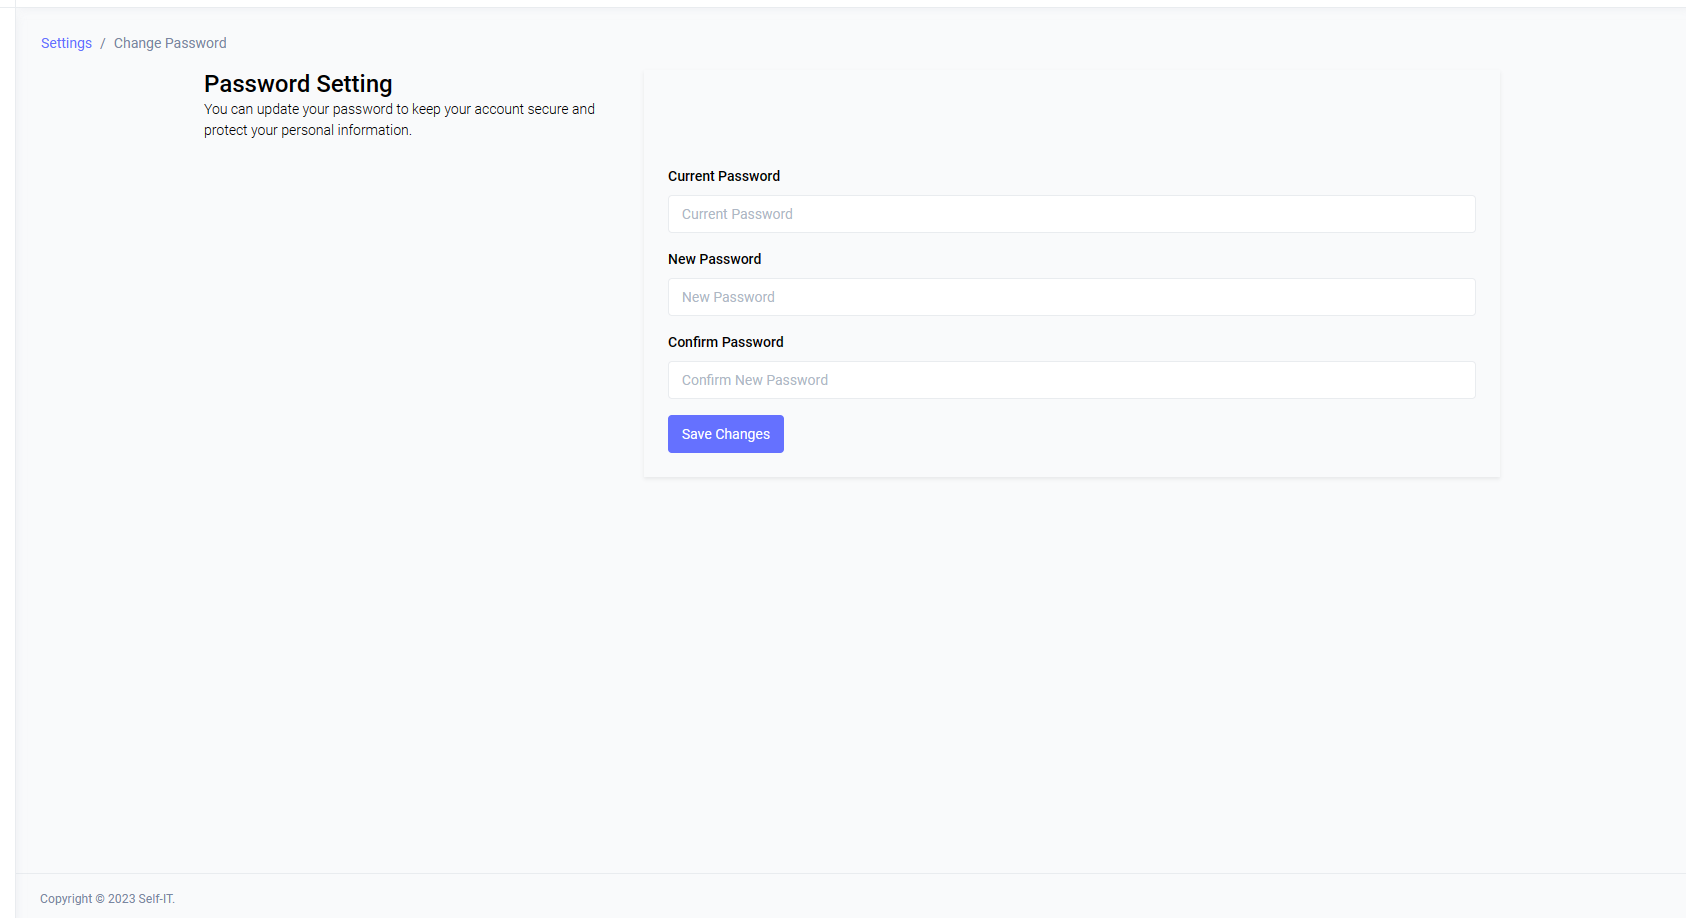 Settings / Change Password
Password Setting
You can update your password to keep your account secure and
protect your personal information.
Current Password
Current Password
New Password
New Password
Confirm Password
Confirm New Password
Save Changes
Copyright © 2023 Self-IT.